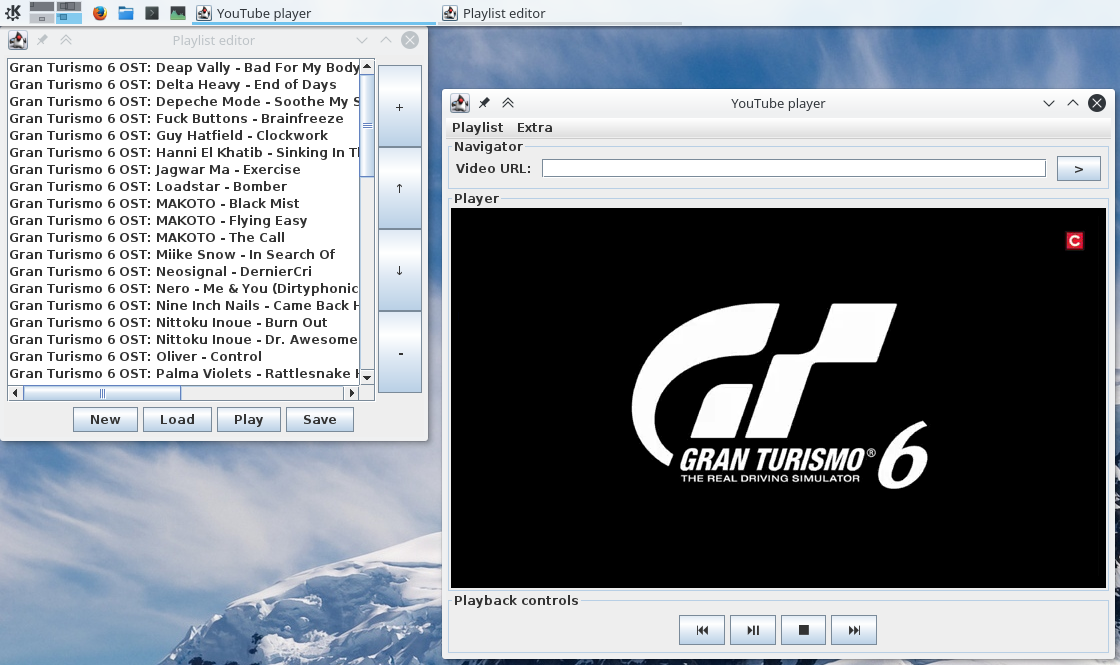 YouTube player
Playlist editor
Playlist editor
Gran Turismo 6 OST: Deap Vally - Bad For My Body
Gran Turismo 6 OST: Delta Heavy - End of Days
Gran Turismo 6 OST: Depeche Mode - Soothe My S
Gran Turismo 6 OST: Fuck Buttons - Brainfreeze
Gran Turismo 6 OST: Guy Hatfield - Clockwork
Gran Turismo 6 OST: Hanni El Khatib - Sinking In Tl
Gran Turismo 6 OST: Jagwar Ma - Exercise
Gran Turismo 6 OST: Loadstar - Bomber
Gran Turismo 6 OST: MAKOTO - Black Mist
Gran Turismo 6 OST: MAKOTO - Flying Easy
Gran Turismo 6 OST: MAKOTO - The Call
Gran Turismo 6 OST: Miike Snow - In Search Of
Gran Turismo 6 OST: Neosignal - DernierCri
Gran Turismo 6 OST: Nero - Me & You (Dirtyphonic
Gran Turismo 6 OST: Nine Inch Nails - Came Back H
Gran Turismo 6 OST: Nittoku Inoue - Burn Out
Gran Turismo 6 OST: Nittoku Inoue - Dr. Awesome
Gran Turismo 6 OST: Oliver - Control
Gran Turismo 6 OST: Palma Violets - Rattlesnake H
+
↑
↓
-
New Load Play Save
YouTube player
Playlist Extra
Navigator
Video URL: >
Player
C
GT
GRAN TURISMO® 6
THE REAL DRIVING SIMULATOR
Playback controls